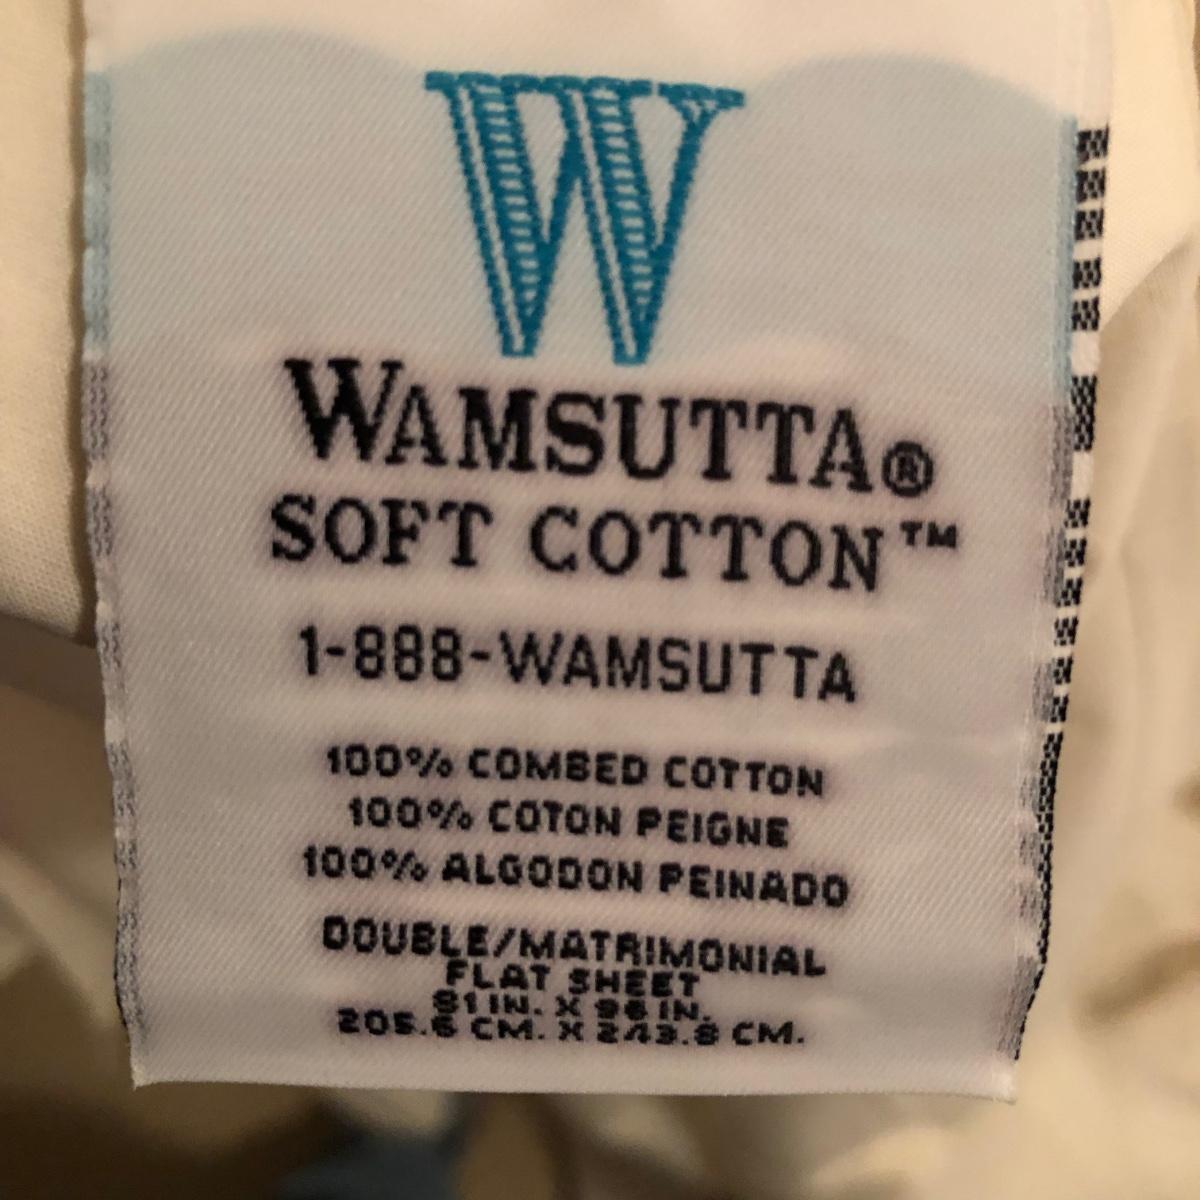 W
WAMSUTTA®
SOFT COTTON™
1-888-WAMSUTTA
100% COMBED COTTON
100% COTON PEIGNE
100% ALGODON PEINADO
DOUBLE/MATRIMONIAL
FLAT SHEET
81 IN. X 96 IN.
205.6 CM. X 243.8 CM.